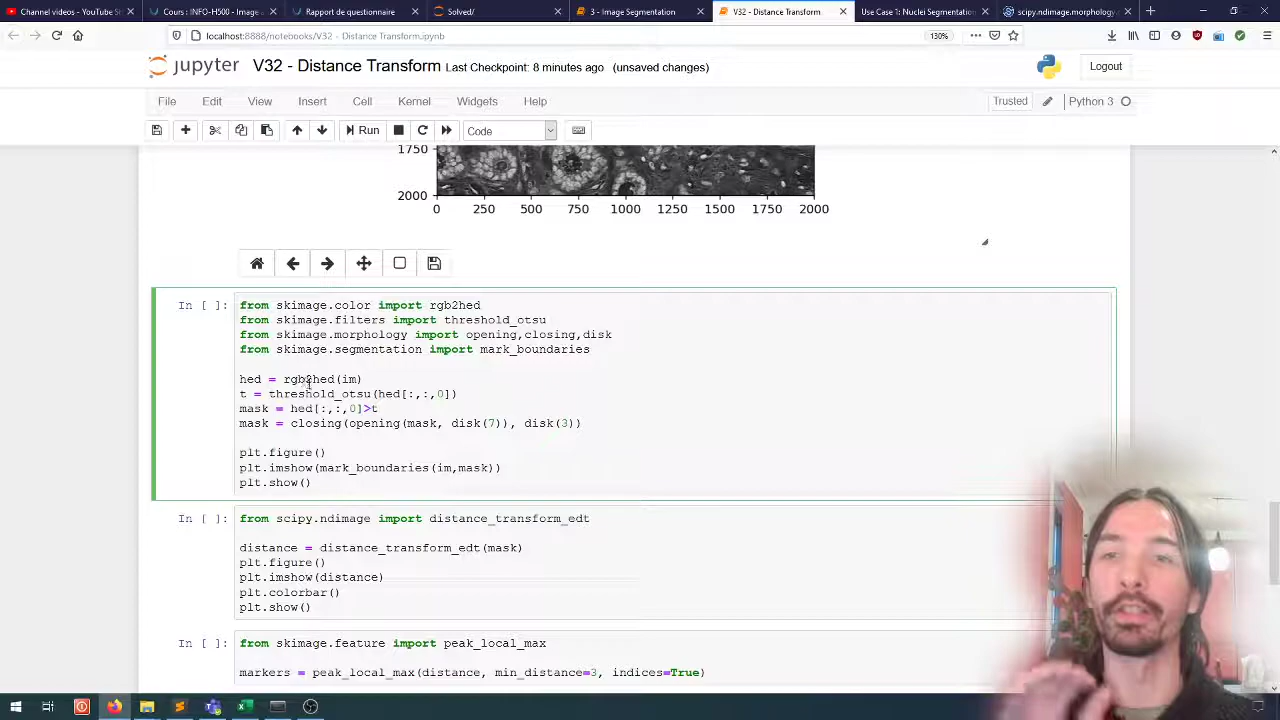 Channel videos - YouTube St
Cours : INFO-H500 - Image a
Rapport de questionnaire
Solved/
3 - Image Segmentation
V32 - Distance Transform
Use Case 1: Nuclei Segmentation
scipy.ndimage.morphology.d
localhost:8888/notebooks/V32 - Distance Transform.ipynb
130%
jupyter V32 - Distance Transform Last Checkpoint: 8 minutes ago (unsaved changes)
Logout
File Edit View Insert Cell Kernel Widgets Help
Trusted
Python 3
Run
Code
1750
2000
0 250 500 750 1000 1250 1500 1750 2000
In [ ]: from skimage.color import rgb2hed
from skimage.filters import threshold_otsu
from skimage.morphology import opening,closing,disk
from skimage.segmentation import mark_boundaries
hed = rgb2hed(im)
t = threshold_otsu(hed[:,:,0])
mask = hed[:,:,0]>t
mask = closing(opening(mask, disk(7)), disk(3))
plt.figure()
plt.imshow(mark_boundaries(im,mask))
plt.show()
In [ ]: from scipy.ndimage import distance_transform_edt
distance = distance_transform_edt(mask)
plt.figure()
plt.imshow(distance)
plt.colorbar()
plt.show()
In [ ]: from skimage.feature import peak_local_max
markers = peak_local_max(distance, min_distance=3, indices=True)